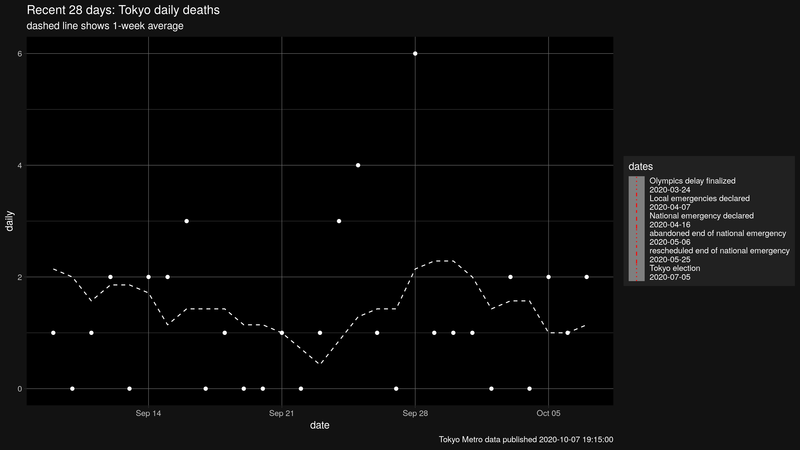 Recent 28 days: Tokyo daily deaths
dashed line shows 1-week average
6
4
2
0
daily
Sep 14
Sep 21
Sep 28
Oct 05
date
dates
Olympics delay finalized
2020-03-24
Local emergencies declared
2020-04-07
National emergency declared
2020-04-16
abandoned end of national emergency
2020-05-06
rescheduled end of national emergency
2020-05-25
Tokyo election
2020-07-05
Tokyo Metro data published 2020-10-07 19:15:00